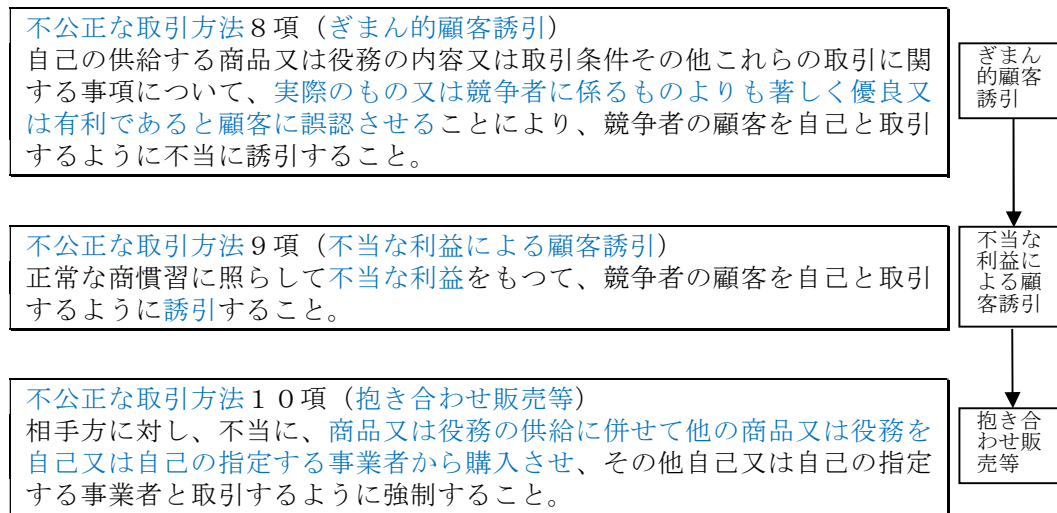 不公正な取引方法８項（ぎまん的顧客誘引）
自己の供給する商品又は役務の内容又は取引条件その他これらの取引に関
する事項について、実際のもの又は競争者に係るものよりも著しく優良又
は有利であると顧客に誤認させることにより、競争者の顧客を自己と取引
するように不当に誘引すること。
ぎまん
的顧客
誘引
不公正な取引方法９項（不当な利益による顧客誘引）
正常な商慣習に照らして不当な利益をもつて、競争者の顧客を自己と取引
するように誘引すること。
不当な
利益に
よる顧
客誘引
不公正な取引方法１０項（抱き合わせ販売等）
相手方に対し、不当に、商品又は役務の供給に併せて他の商品又は役務を
自己又は自己の指定する事業者から購入させ、その他自己又は自己の指定
する事業者と取引するように強制すること。
抱き合
わせ販
売等